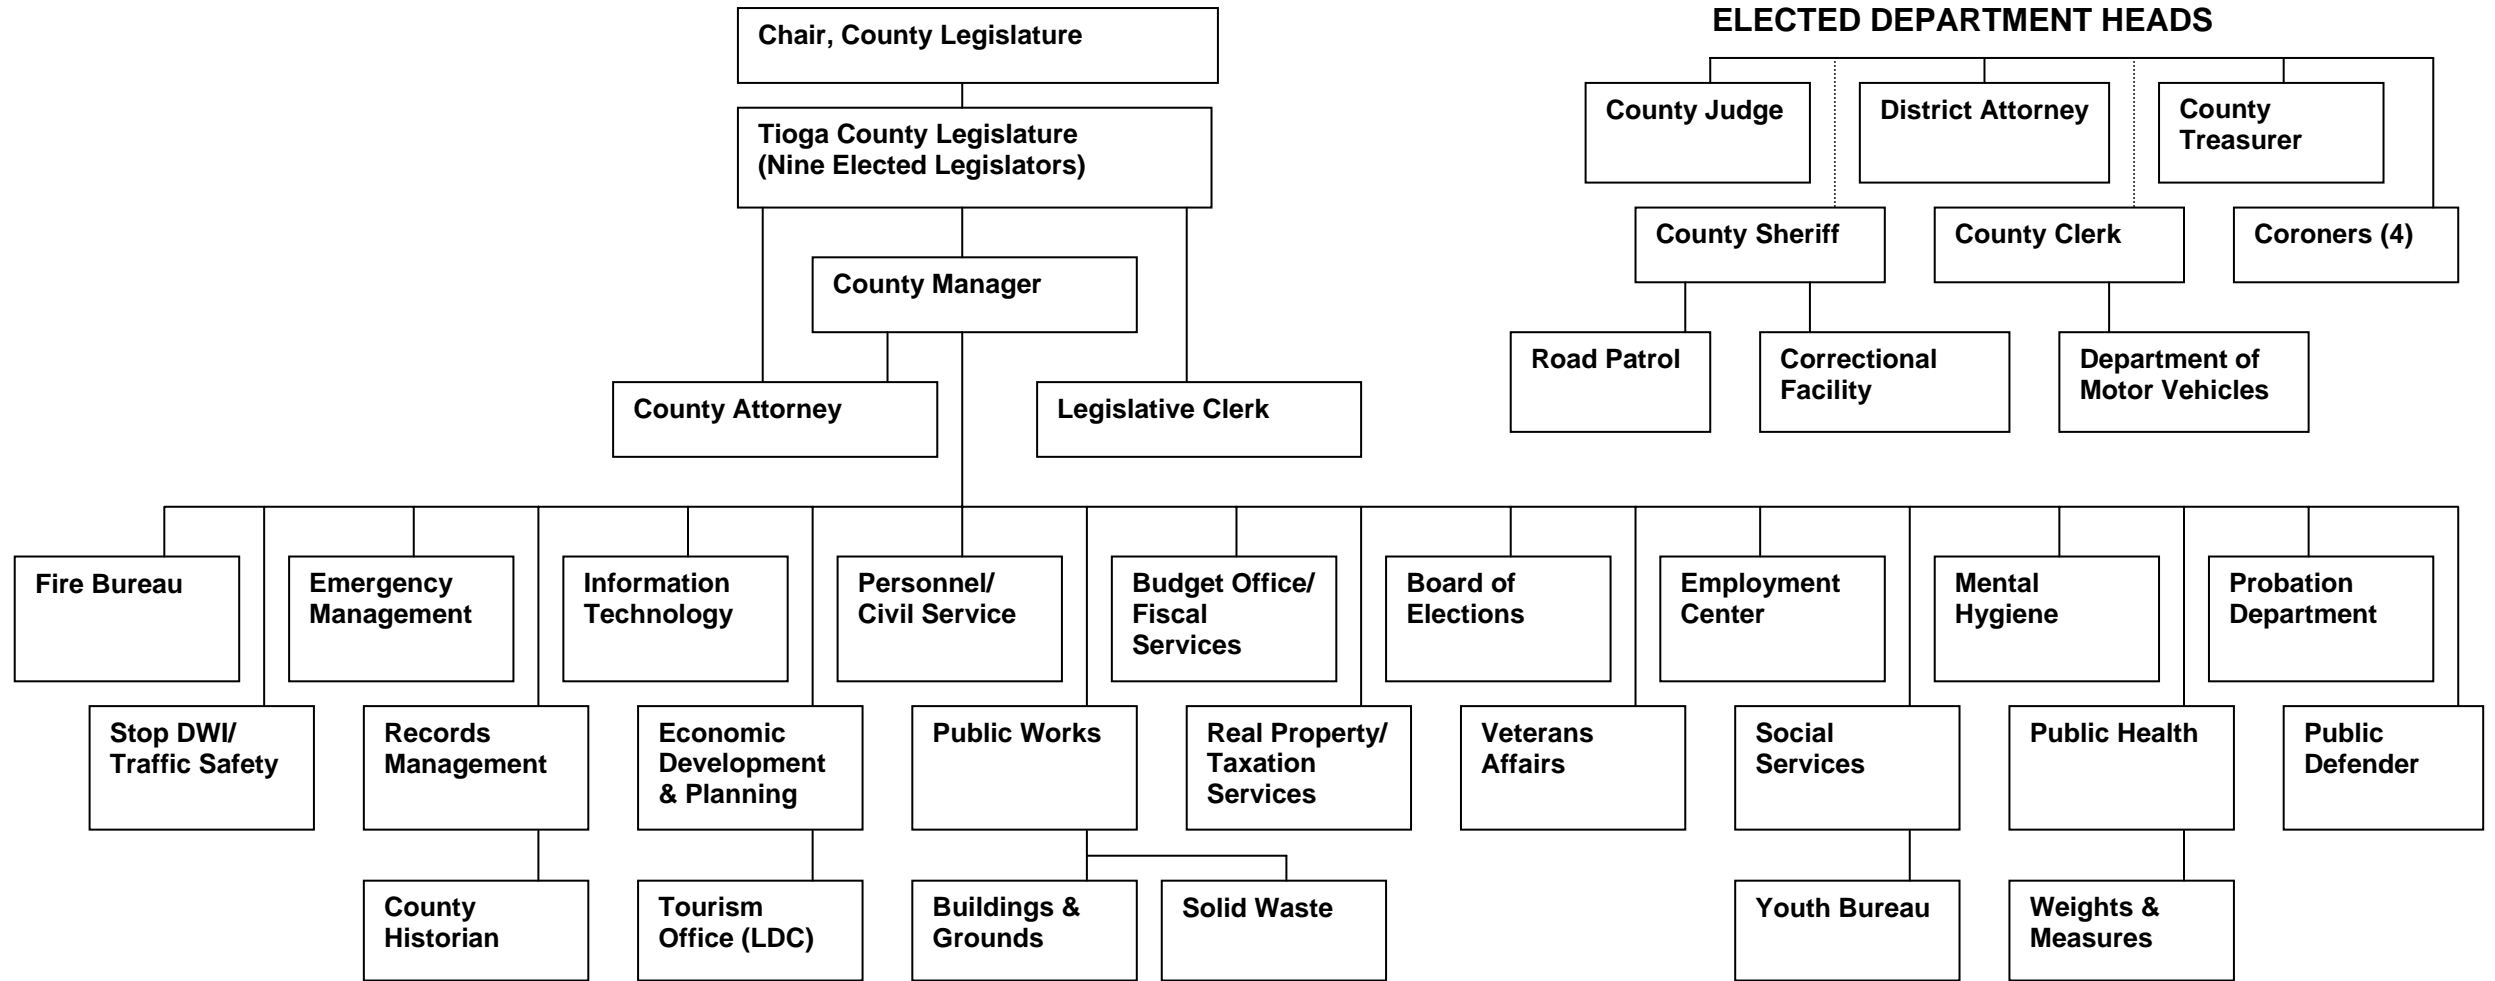 Chair, County Legislature
Tioga County Legislature
(Nine Elected Legislators)
County Manager
County Attorney
Legislative Clerk
ELECTED DEPARTMENT HEADS
County Judge
District Attorney
County
Treasurer
County Sheriff
County Clerk
Coroners (4)
Road Patrol
Correctional
Facility
Department of
Motor Vehicles
Fire Bureau
Emergency
Management
Information
Technology
Personnel/
Civil Service
Budget Office/
Fiscal
Services
Board of
Elections
Employment
Center
Mental
Hygiene
Probation
Department
Stop DWI/
Traffic Safety
Records
Management
Economic
Development
& Planning
Public Works
Real Property/
Taxation
Services
Veterans
Affairs
Social
Services
Public Health
Public
Defender
County
Historian
Tourism
Office (LDC)
Buildings &
Grounds
Solid Waste
Youth Bureau
Weights &
Measures